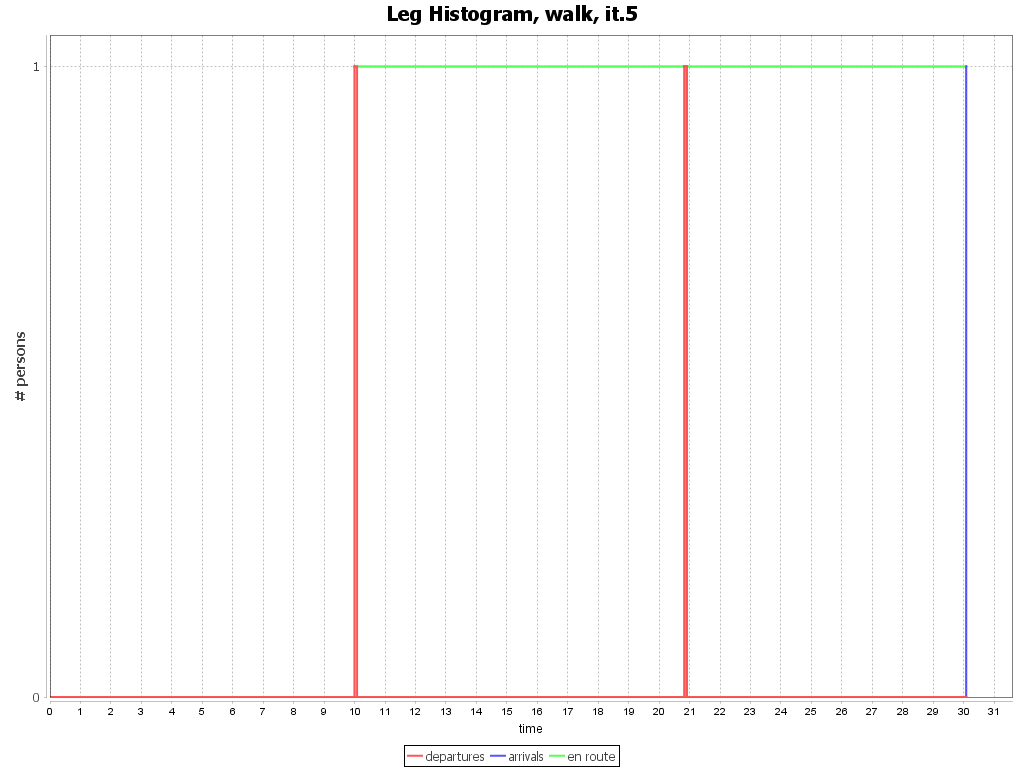 Leg Histogram, walk, it.5
# persons
1
0
0 1 2 3 4 5 6 7 8 9 10 11 12 13 14 15 16 17 18 19 20 21 22 23 24 25 26 27 28 29 30 31
time
departures arrivals en route